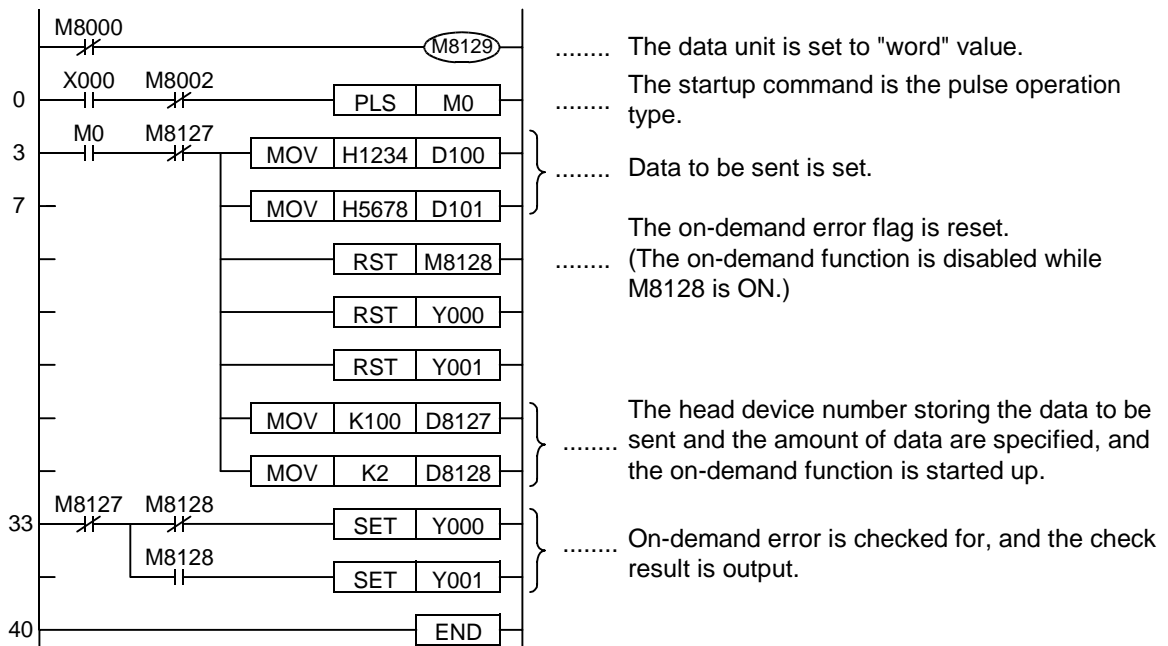 M8000
M8129
........ The data unit is set to "word" value.
X000 M8002
0 PLS M0
........ The startup command is the pulse operation
type.
M0 M8127
3 MOV H1234 D100
........ Data to be sent is set.
7 MOV H5678 D101
The on-demand error flag is reset.
RST M8128
........ (The on-demand function is disabled while
M8128 is ON.)
RST Y000
RST Y001
MOV K100 D8127
The head device number storing the data to be
........ sent and the amount of data are specified, and
the on-demand function is started up.
MOV K2 D8128
M8127 M8128
33 SET Y000
........ On-demand error is checked for, and the check
result is output.
M8128
SET Y001
40 END